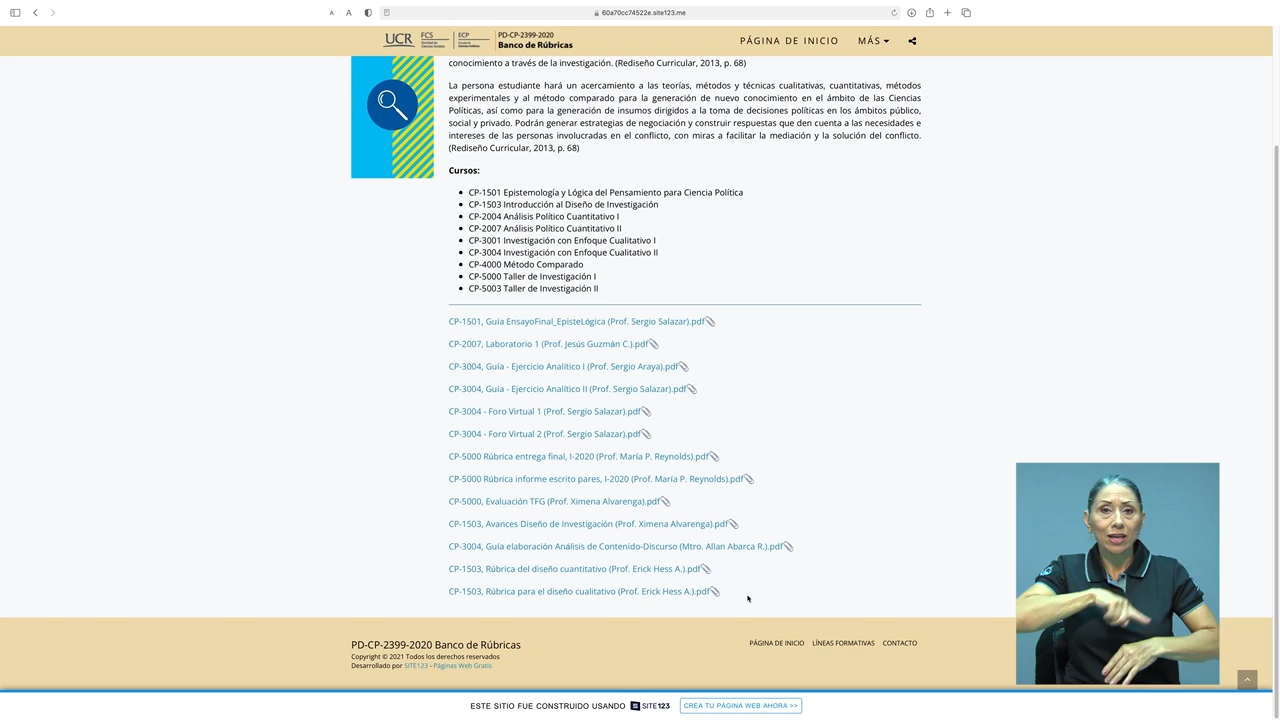 A A 60a70cc74522e.site123.me
UCR FCS Facultad de Ciencias Sociales ECP Escuela de Ciencias Políticas PD-CP-2399-2020
Banco de Rúbricas
PÁGINA DE INICIO MÁS
conocimiento a través de la investigación. (Rediseño Curricular, 2013, p. 68)
La persona estudiante hará un acercamiento a las teorías, métodos y técnicas cualitativas, cuantitativas, métodos
experimentales y al método comparado para la generación de nuevo conocimiento en el ámbito de las Ciencias
Políticas, así como para la generación de insumos dirigidos a la toma de decisiones políticas en los ámbitos público,
social y privado. Podrán generar estrategias de negociación y construir respuestas que den cuenta a las necesidades e
intereses de las personas involucradas en el conflicto, con miras a facilitar la mediación y la solución del conflicto.
(Rediseño Curricular, 2013, p. 68)
Cursos:
CP-1501 Epistemología y Lógica del Pensamiento para Ciencia Política
CP-1503 Introducción al Diseño de Investigación
CP-2004 Análisis Político Cuantitativo I
CP-2007 Análisis Político Cuantitativo II
CP-3001 Investigación con Enfoque Cualitativo I
CP-3004 Investigación con Enfoque Cualitativo II
CP-4000 Método Comparado
CP-5000 Taller de Investigación I
CP-5003 Taller de Investigación II
CP-1501, Guía EnsayoFinal_EpisteLógica (Prof. Sergio Salazar).pdf
CP-2007, Laboratorio 1 (Prof. Jesús Guzmán C.).pdf
CP-3004, Guía - Ejercicio Analítico I (Prof. Sergio Araya).pdf
CP-3004, Guía - Ejercicio Analítico II (Prof. Sergio Salazar).pdf
CP-3004 - Foro Virtual 1 (Prof. Sergio Salazar).pdf
CP-3004 - Foro Virtual 2 (Prof. Sergio Salazar).pdf
CP-5000 Rúbrica entrega final, I-2020 (Prof. María P. Reynolds).pdf
CP-5000 Rúbrica informe escrito pares, I-2020 (Prof. María P. Reynolds).pdf
CP-5000, Evaluación TFG (Prof. Ximena Alvarenga).pdf
CP-1503, Avances Diseño de Investigación (Prof. Ximena Alvarenga).pdf
CP-3004, Guía elaboración Análisis de Contenido-Discurso (Mtro. Allan Abarca R.).pdf
CP-1503, Rúbrica del diseño cuantitativo (Prof. Erick Hess A.).pdf
CP-1503, Rúbrica para el diseño cualitativo (Prof. Erick Hess A.).pdf
PD-CP-2399-2020 Banco de Rúbricas
Copyright © 2021 Todos los derechos reservados
Desarrollado por SITE123 - Páginas Web Gratis
PÁGINA DE INICIO LÍNEAS FORMATIVAS CONTACTO
ESTE SITIO FUE CONSTRUIDO USANDO SITE123 CREA TU PÁGINA WEB AHORA >>